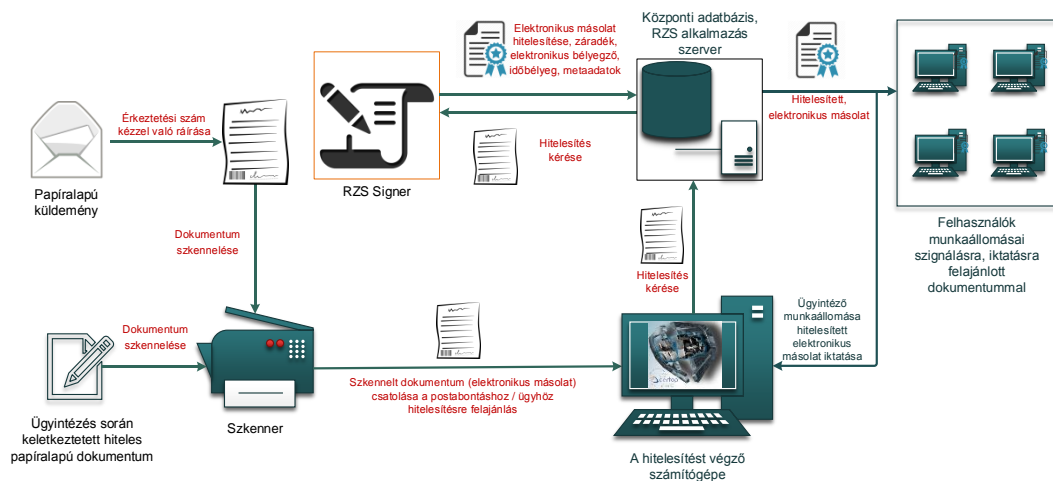 Elektronikus másolat
hitelesítése, záradék,
elektronikus bélyegző,
időbélyeg, metaadatok
Központi adatbázis,
RZS alkalmazás
szerver
Érkeztetési szám
kézzel való ráírása
Hitelesítés
kérése
Hitelesített,
elektronikus másolat
Papíralapú
küldemény
RZS Signer
Felhasználók
munkaállomásai
szignálásra, iktatásra
felajánlott
dokumentummal
Dokumentum
szkennelése
Hitelesítés
kérése
Ügyintéző
munkaállomása
hitelesített
elektronikus
másolat iktatása
Dokumentum
szkennelése
Szkennelt dokumentum (elektronikus másolat)
csatolása a postabontáshoz / ügyhöz
hitelesítésre felajánlás
certop
Ügyintézés során
keletkeztetett hiteles
papíralapú dokumentum
Szkenner
A hitelesítést végző
számítógépe